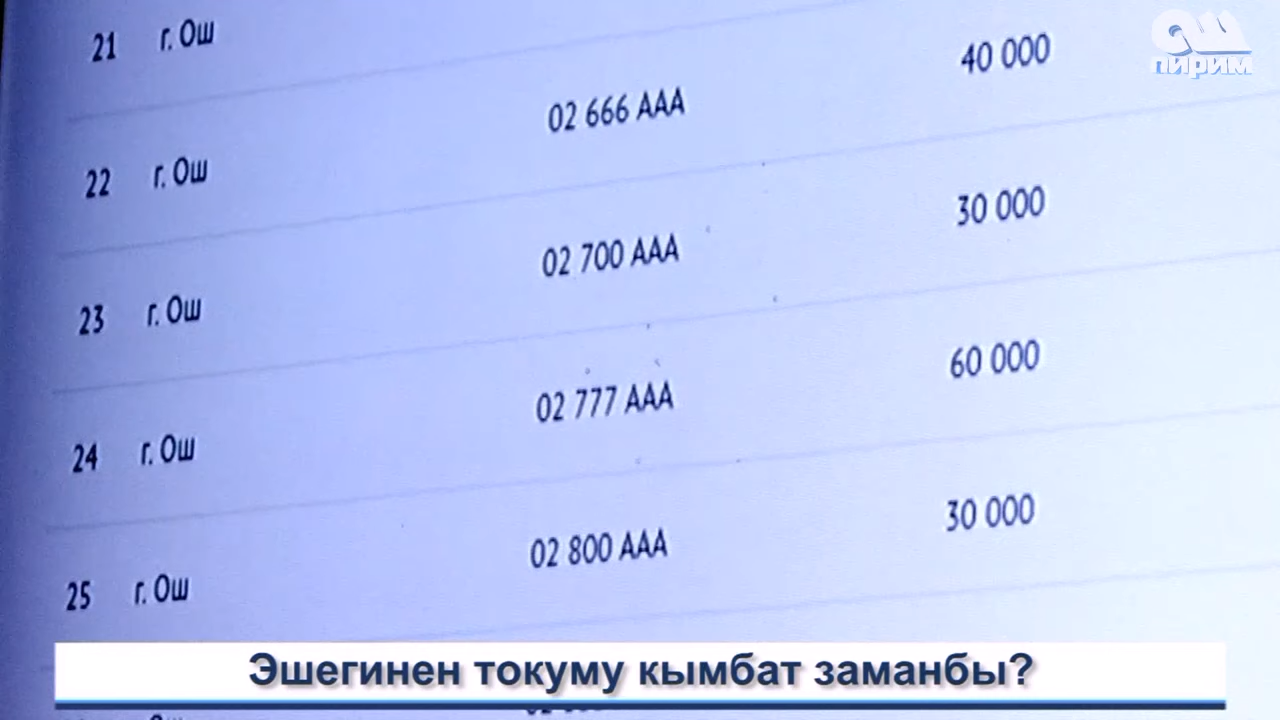 ОШ
ПИРИМ
21 г. Ош
22 г. Ош 02 666 AAA 40 000
23 г. Ош 02 700 AAA 30 000
24 г. Ош 02 777 AAA 60 000
25 г. Ош 02 800 AAA 30 000
Эшегинен токуму кымбат заманбы?